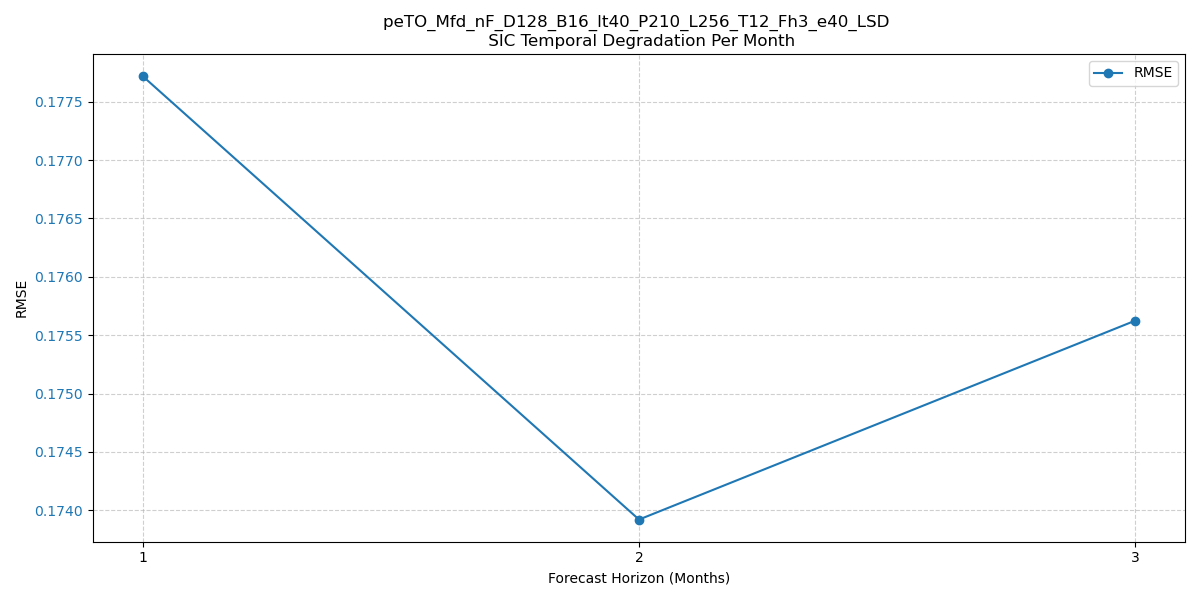 peTO_Mfd_nF_D128_B16_lt40_P210_L256_T12_Fh3_e40_LSD
SIC Temporal Degradation Per Month
RMSE
0.1775
0.1770
0.1765
0.1760
0.1755
0.1750
0.1745
0.1740
RMSE
1
2
3
Forecast Horizon (Months)